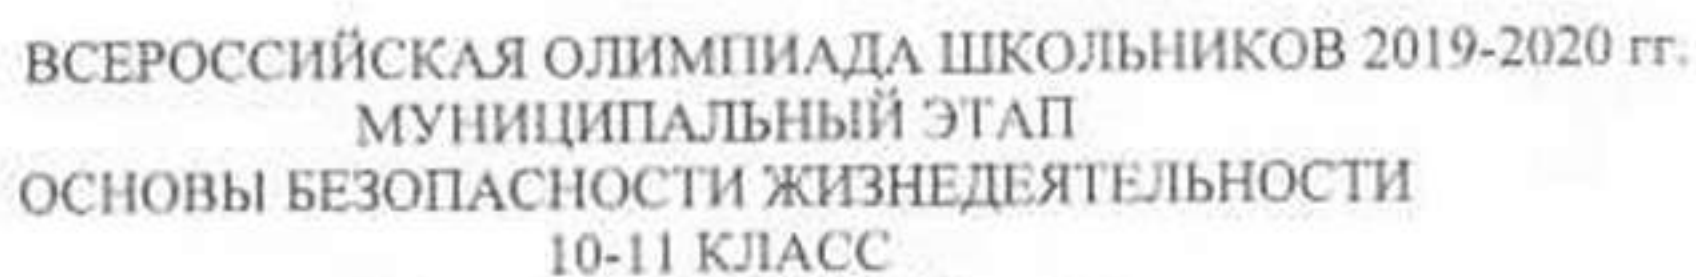 ВСЕРОССИЙСКАЯ ОЛИМПИАДА ШКОЛЬНИКОВ 2019-2020 гг.
МУНИЦИПАЛЬНЫЙ ЭТАП
ОСНОВЫ БЕЗОПАСНОСТИ ЖИЗНЕДЕЯТЕЛЬНОСТИ
10-11 КЛАСС